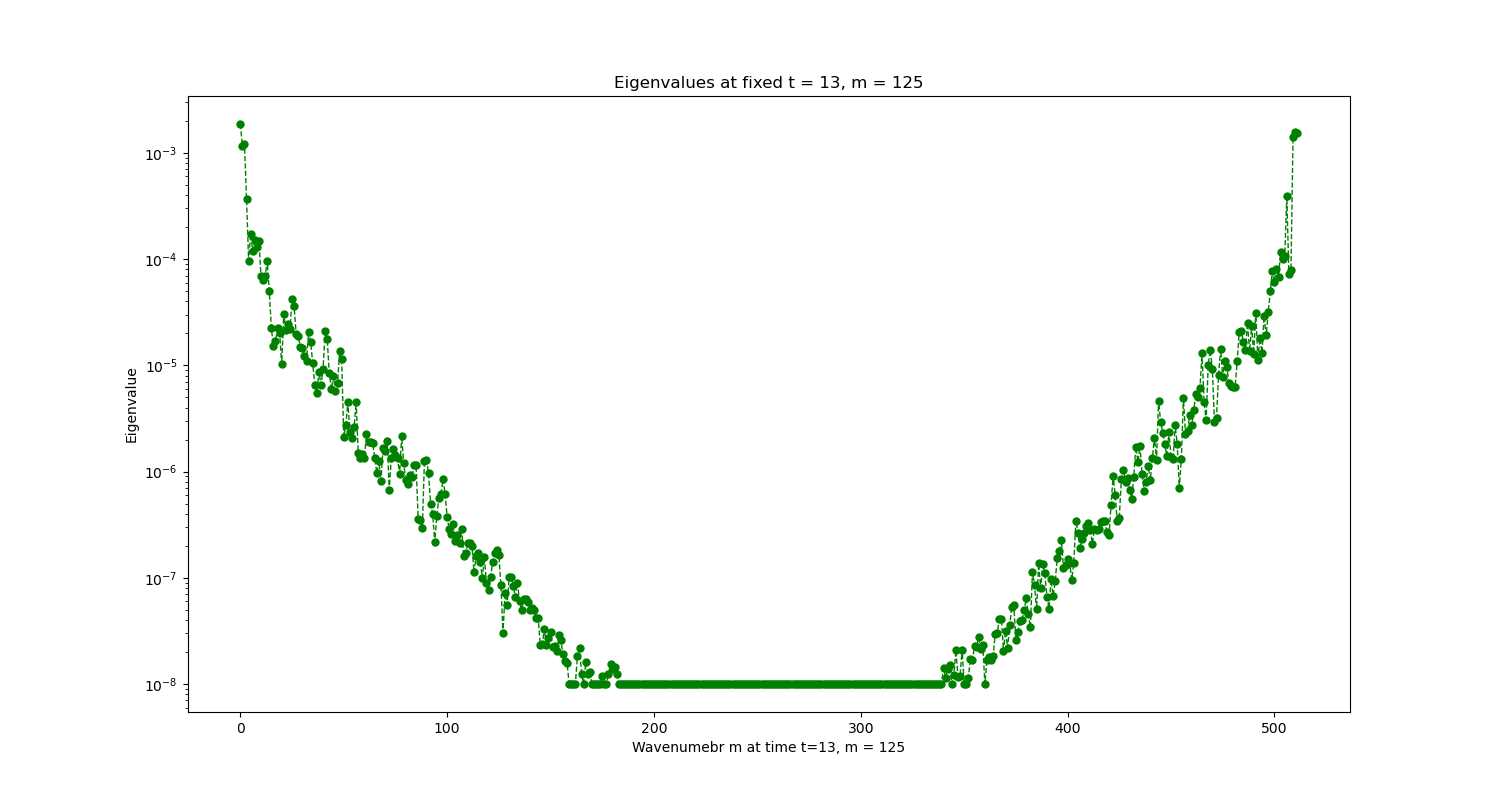 Eigenvalues at fixed t = 13, m = 125
Eigenvalue
10⁻³
10⁻⁴
10⁻⁵
10⁻⁶
10⁻⁷
10⁻⁸
0 100 200 300 400 500
Wavenumebr m at time t=13, m = 125